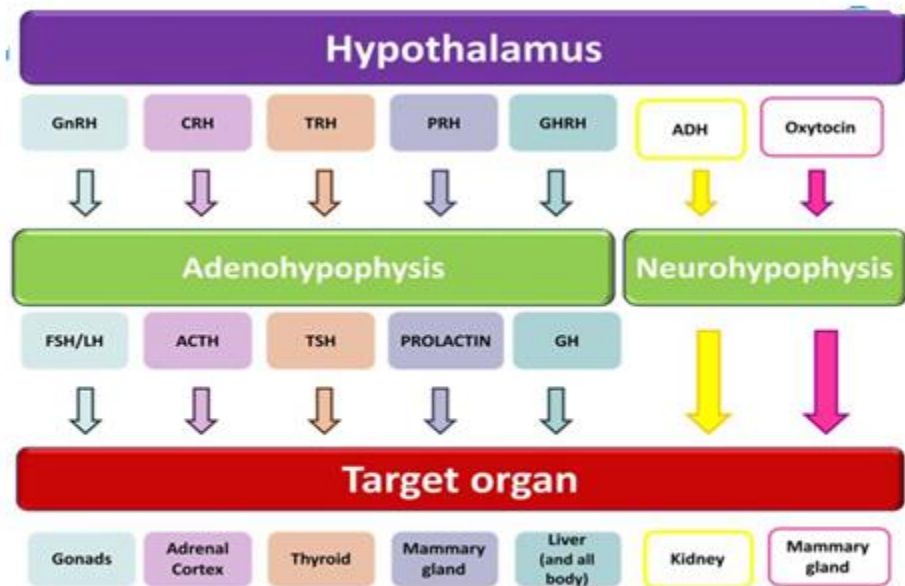 Hypothalamus
GnRH CRH TRH PRH GHRH ADH Oxytocin
Adenohypophysis Neurohypophysis
FSH/LH ACTH TSH PROLACTIN GH
Target organ
Gonads
Adrenal
Cortex
Thyroid
Mammary
gland
Liver
(and all
body)
Kidney
Mammary
gland